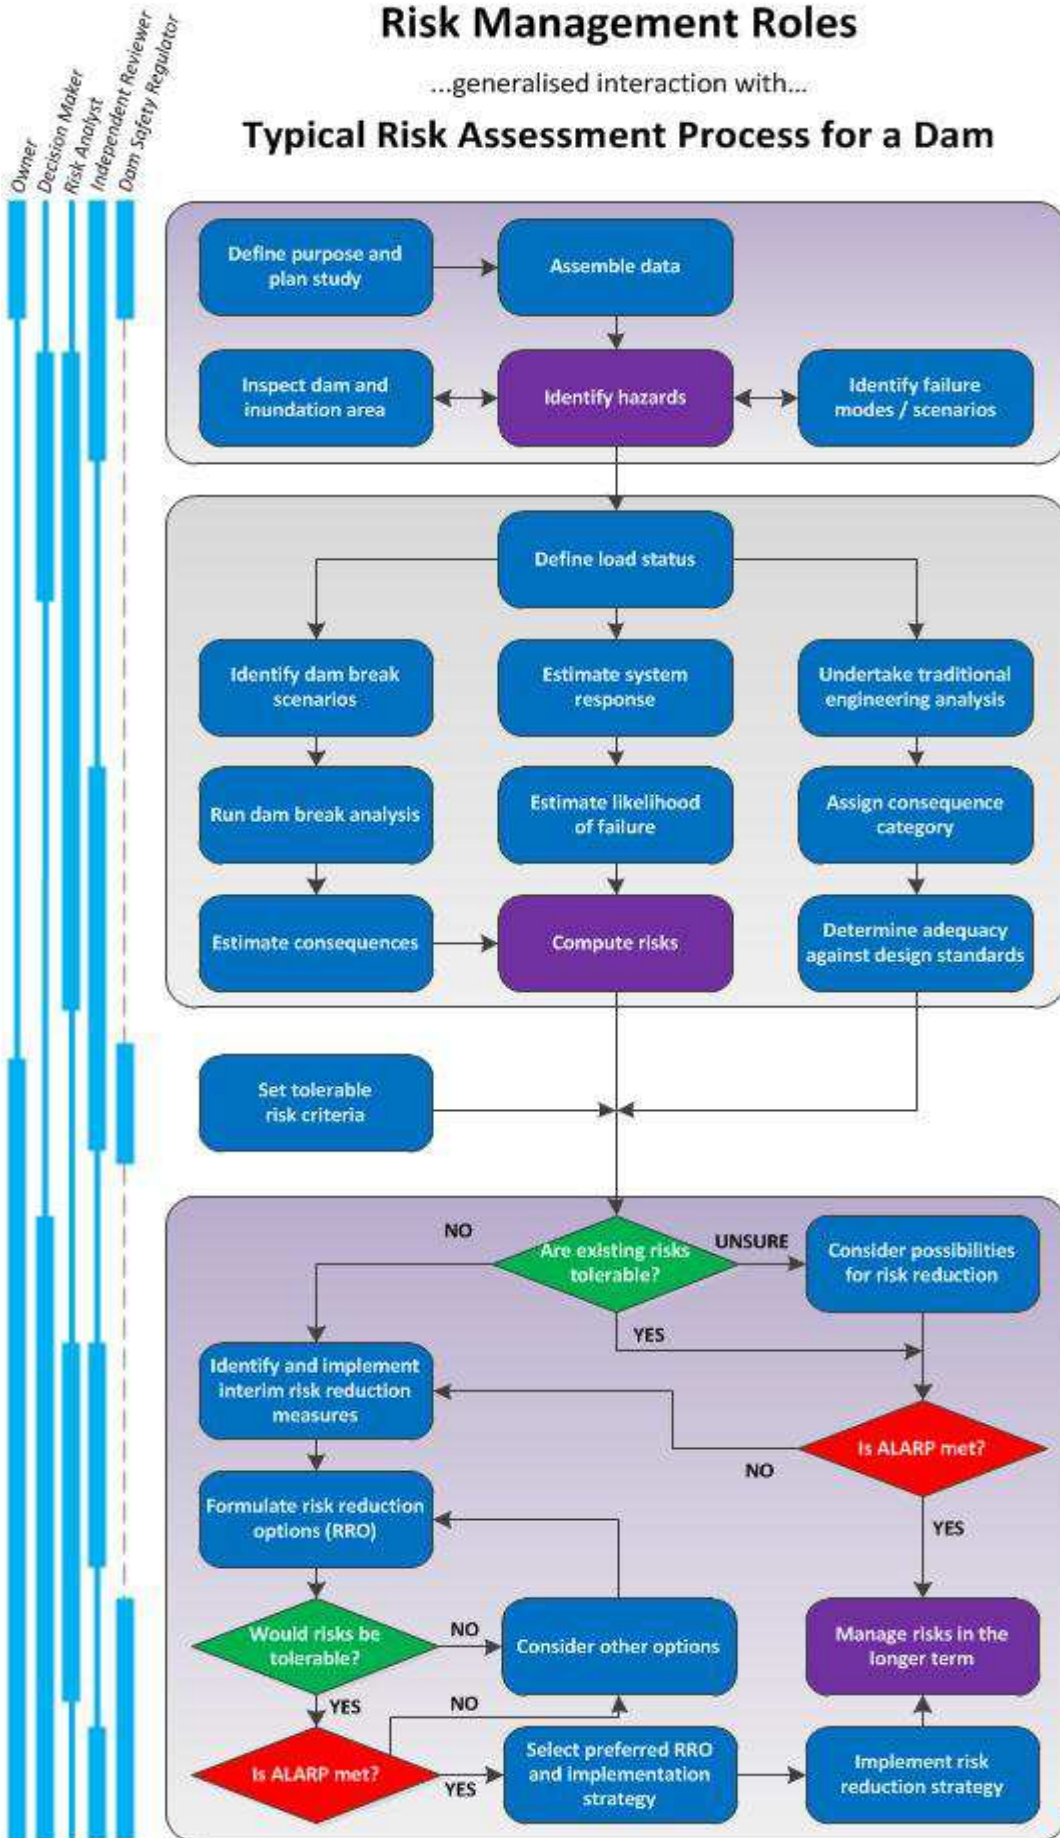 Risk Management Roles
...generalised interaction with...
Typical Risk Assessment Process for a Dam
Owner
Decision Maker
Risk Analyst
Independent Reviewer
Dam Safety Regulator
Define purpose and
plan study
Assemble data
Inspect dam and
inundation area
Identify hazards
Identify failure
modes / scenarios
Define load status
Identify dam break
scenarios
Estimate system
response
Undertake traditional
engineering analysis
Run dam break analysis
Estimate likelihood
of failure
Assign consequence
category
Estimate consequences
Compute risks
Determine adequacy
against design standards
Set tolerable
risk criteria
NO
Are existing risks
tolerable?
UNSURE
Consider possibilities
for risk reduction
YES
Identify and implement
interim risk reduction
measures
Is ALARP met?
NO
YES
Formulate risk reduction
options (RRO)
Would risks be
tolerable?
NO
Consider other options
Manage risks in the
longer term
YES
NO
Is ALARP met?
YES
Select preferred RRO
and implementation
strategy
Implement risk
reduction strategy